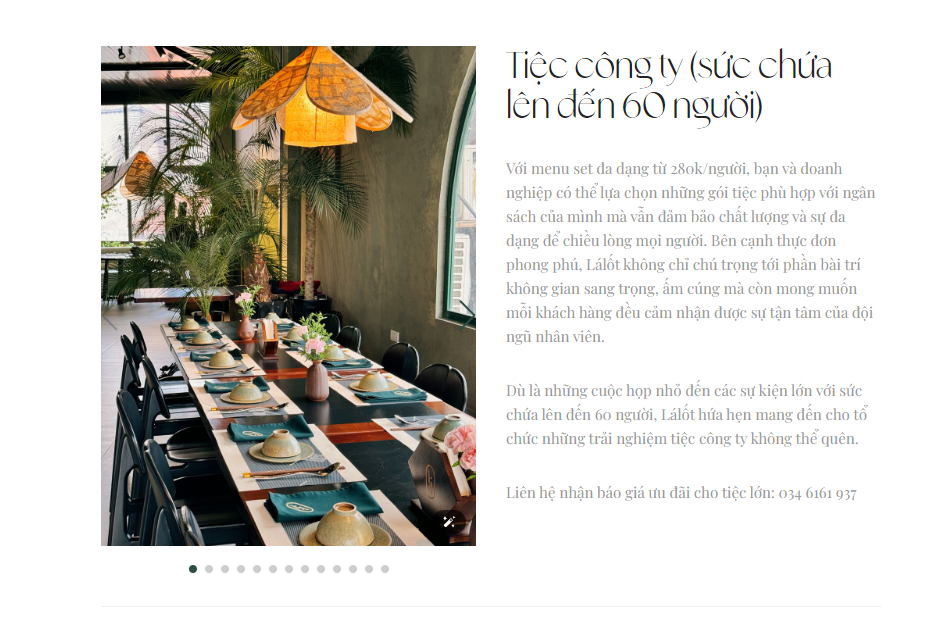 Tiệc công ty (sức chứa
lên đến 60 người)
Với menu set đa dạng từ 280k/người, bạn và doanh
nghiệp có thể lựa chọn những gói tiệc phù hợp với ngân
sách của mình mà vẫn đảm bảo chất lượng và sự đa
dạng để chiều lòng mọi người. Bên cạnh thực đơn
phong phú, Lálốt không chỉ chú trọng tới phần bài trí
không gian sang trọng, ấm cúng mà còn mong muốn
mỗi khách hàng đều cảm nhận được sự tận tâm của đội
ngũ nhân viên.
Dù là những cuộc họp nhỏ đến các sự kiện lớn với sức
chứa lên đến 60 người, Lálốt hứa hẹn mang đến cho tổ
chức những trải nghiệm tiệc công ty không thể quên.
Liên hệ nhận báo giá ưu đãi cho tiệc lớn: 034 6161 937